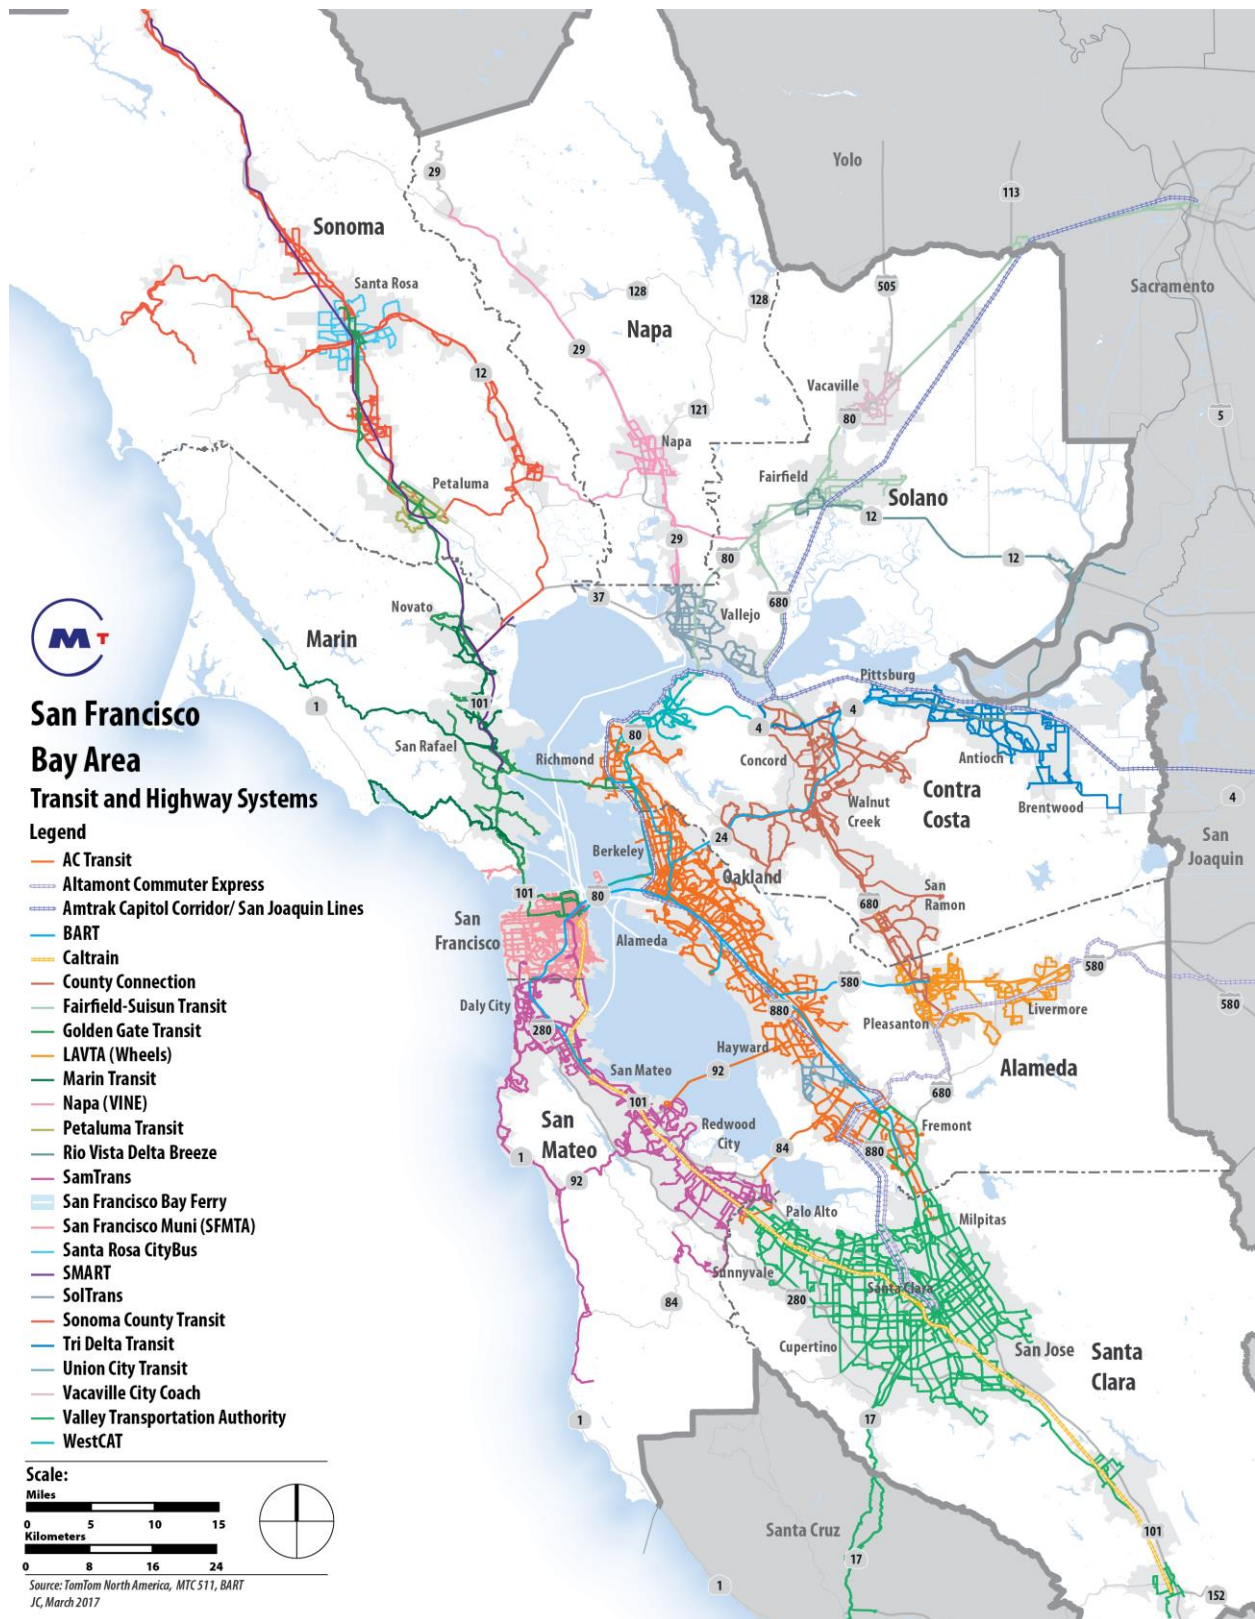 MT
San Francisco
Bay Area
Transit and Highway Systems
Legend
AC Transit
Altamont Commuter Express
Amtrak Capitol Corridor/ San Joaquin Lines
BART
Caltrain
County Connection
Fairfield-Suisun Transit
Golden Gate Transit
LAVTA (Wheels)
Marin Transit
Napa (VINE)
Petaluma Transit
Rio Vista Delta Breeze
SamTrans
San Francisco Bay Ferry
San Francisco Muni (SFMTA)
Santa Rosa CityBus
SMART
SolTrans
Sonoma County Transit
Tri Delta Transit
Union City Transit
Vacaville City Coach
Valley Transportation Authority
WestCAT
Scale:
Miles
0 5 10 15
Kilometers
0 8 16 24
Source: TomTom North America, MTC 511, BART
JC, March 2017
Yolo
29
113
Sonoma
Santa Rosa
128
128
505
Sacramento
Napa
29
12
Vacaville
121
80
5
Napa
Petaluma
Fairfield
Solano
12
29
80
12
37
680
Novato
Vallejo
Marin
Pittsburg
1
101
4
4
80
San Rafael
Richmond
Concord
Antioch
Contra
Costa
4
Walnut
Creek
Brentwood
24
San
Joaquin
Berkeley
Oakland
San
Ramon
101
80
680
San
Francisco
Alameda
580
580
580
Daly City
880
Livermore
Pleasanton
280
Hayward
Alameda
San Mateo
92
680
101
San
Mateo
Redwood
City
Fremont
84
880
1
92
Palo Alto
Milpitas
Sunnyvale
Santa Clara
280
84
Cupertino
San Jose
Santa
Clara
1
17
Santa Cruz
101
17
1
152